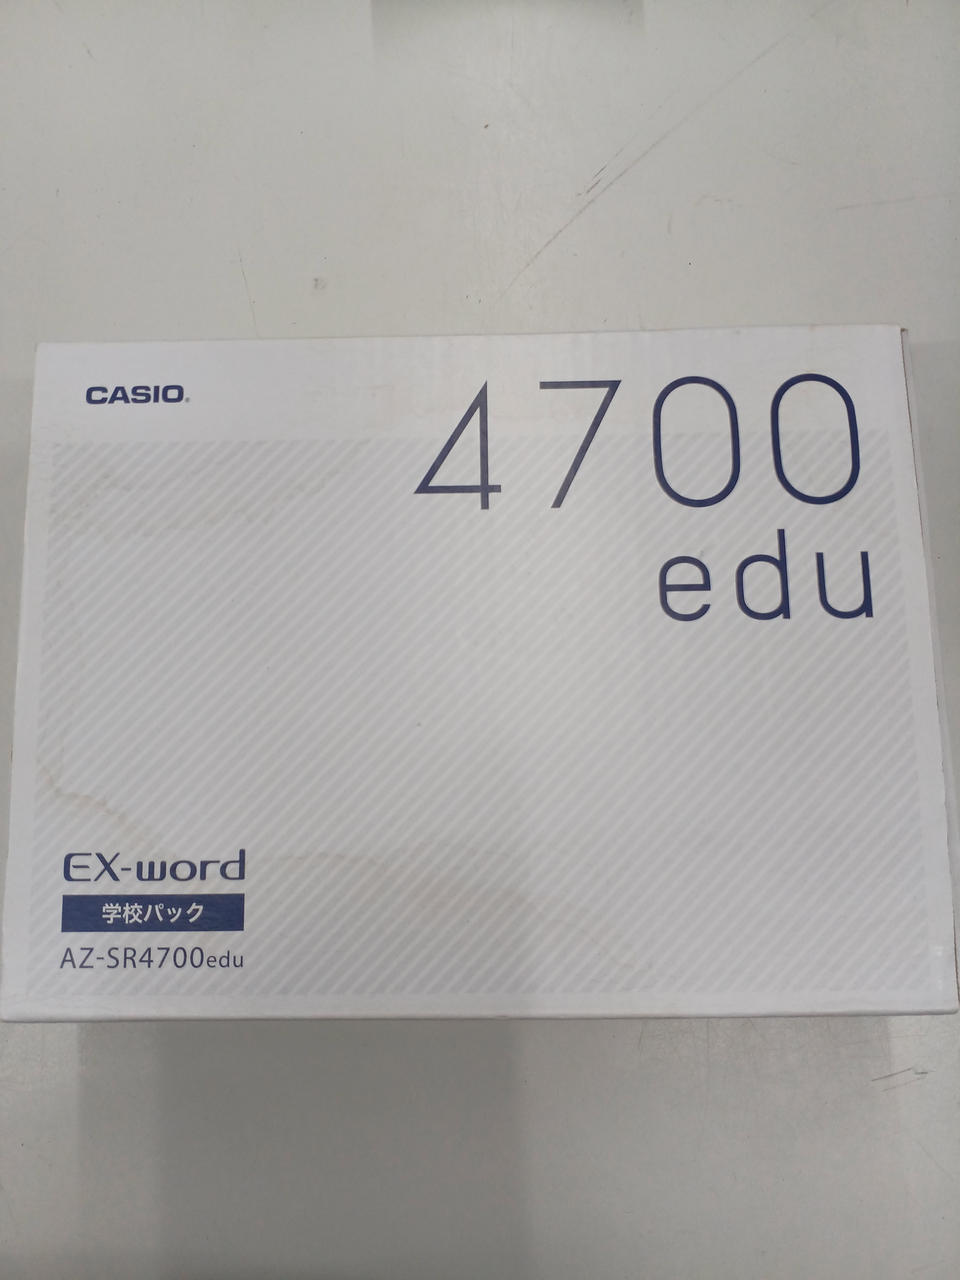 CASIO
4700
edu
EX-word
学校パック
AZ-SR4700edu